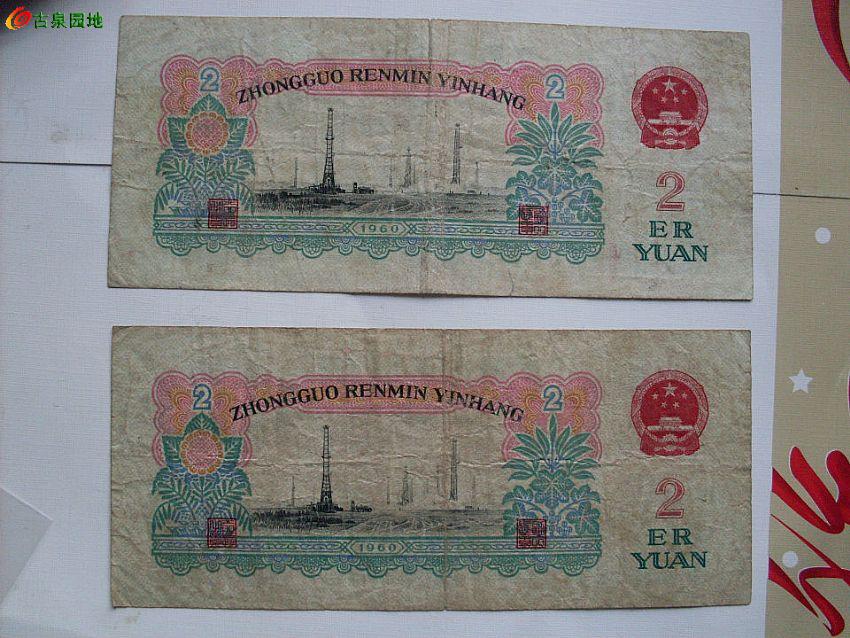 古泉园地
2 2
ZHONGGUO RENMIN YINHANG
2
ER
YUAN
1960
2 2
ZHONGGUO RENMIN YINHANG
2
ER
YUAN
1960